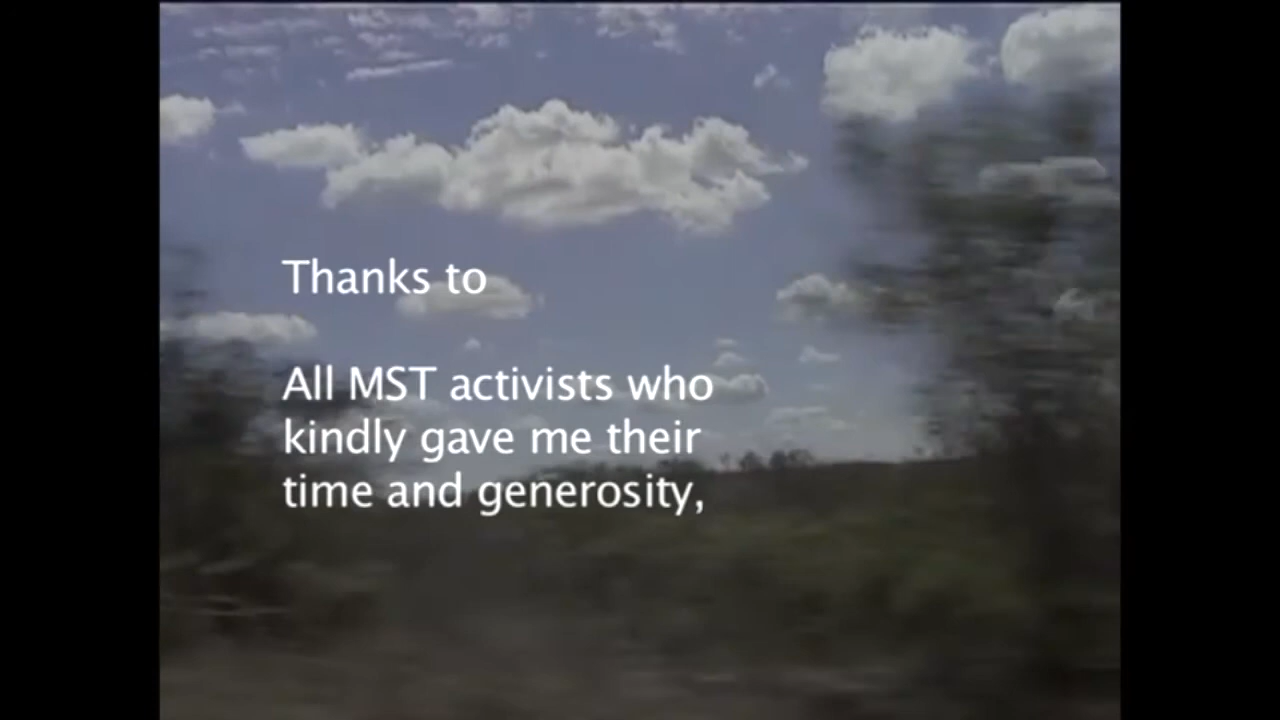 Thanks to
All MST activists who
kindly gave me their
time and generosity,